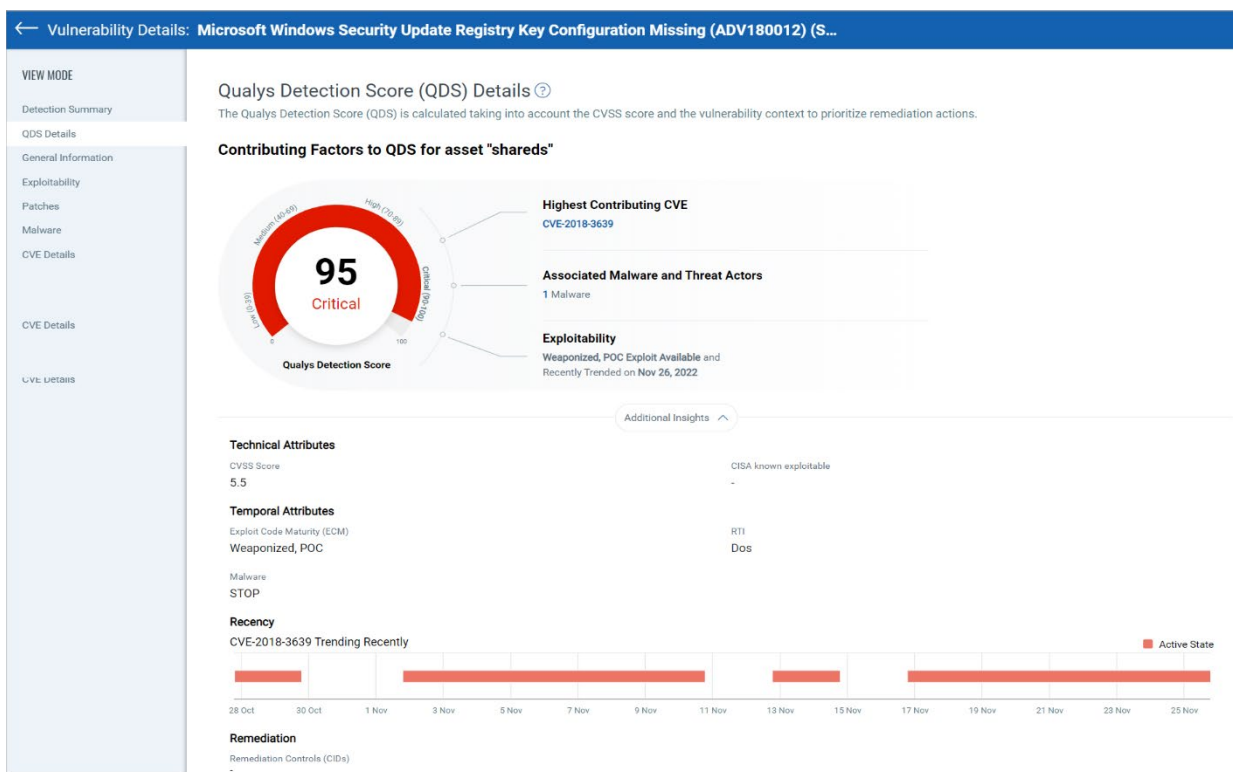 ← Vulnerability Details: Microsoft Windows Security Update Registry Key Configuration Missing (ADV180012) (S...
VIEW MODE
Detection Summary
QDS Details
General Information
Exploitability
Patches
Malware
CVE Details
CVE Details
CVE Details
Qualys Detection Score (QDS) Details ?
The Qualys Detection Score (QDS) is calculated taking into account the CVSS score and the vulnerability context to prioritize remediation actions.
Contributing Factors to QDS for asset "shareds"
Low (0-39)
Medium (40-69)
High (70-89)
Critical (90-100)
95
Critical
0
100
Qualys Detection Score
Highest Contributing CVE
CVE-2018-3639
Associated Malware and Threat Actors
1 Malware
Exploitability
Weaponized, POC Exploit Available and
Recently Trended on Nov 26, 2022
Additional Insights
Technical Attributes
CVSS Score
5.5
CISA known exploitable
-
Temporal Attributes
Exploit Code Maturity (ECM)
Weaponized, POC
RTI
Dos
Malware
STOP
Recency
CVE-2018-3639 Trending Recently
Active State
28 Oct 30 Oct 1 Nov 3 Nov 5 Nov 7 Nov 9 Nov 11 Nov 13 Nov 15 Nov 17 Nov 19 Nov 21 Nov 23 Nov 25 Nov
Remediation
Remediation Controls (CIDs)
-